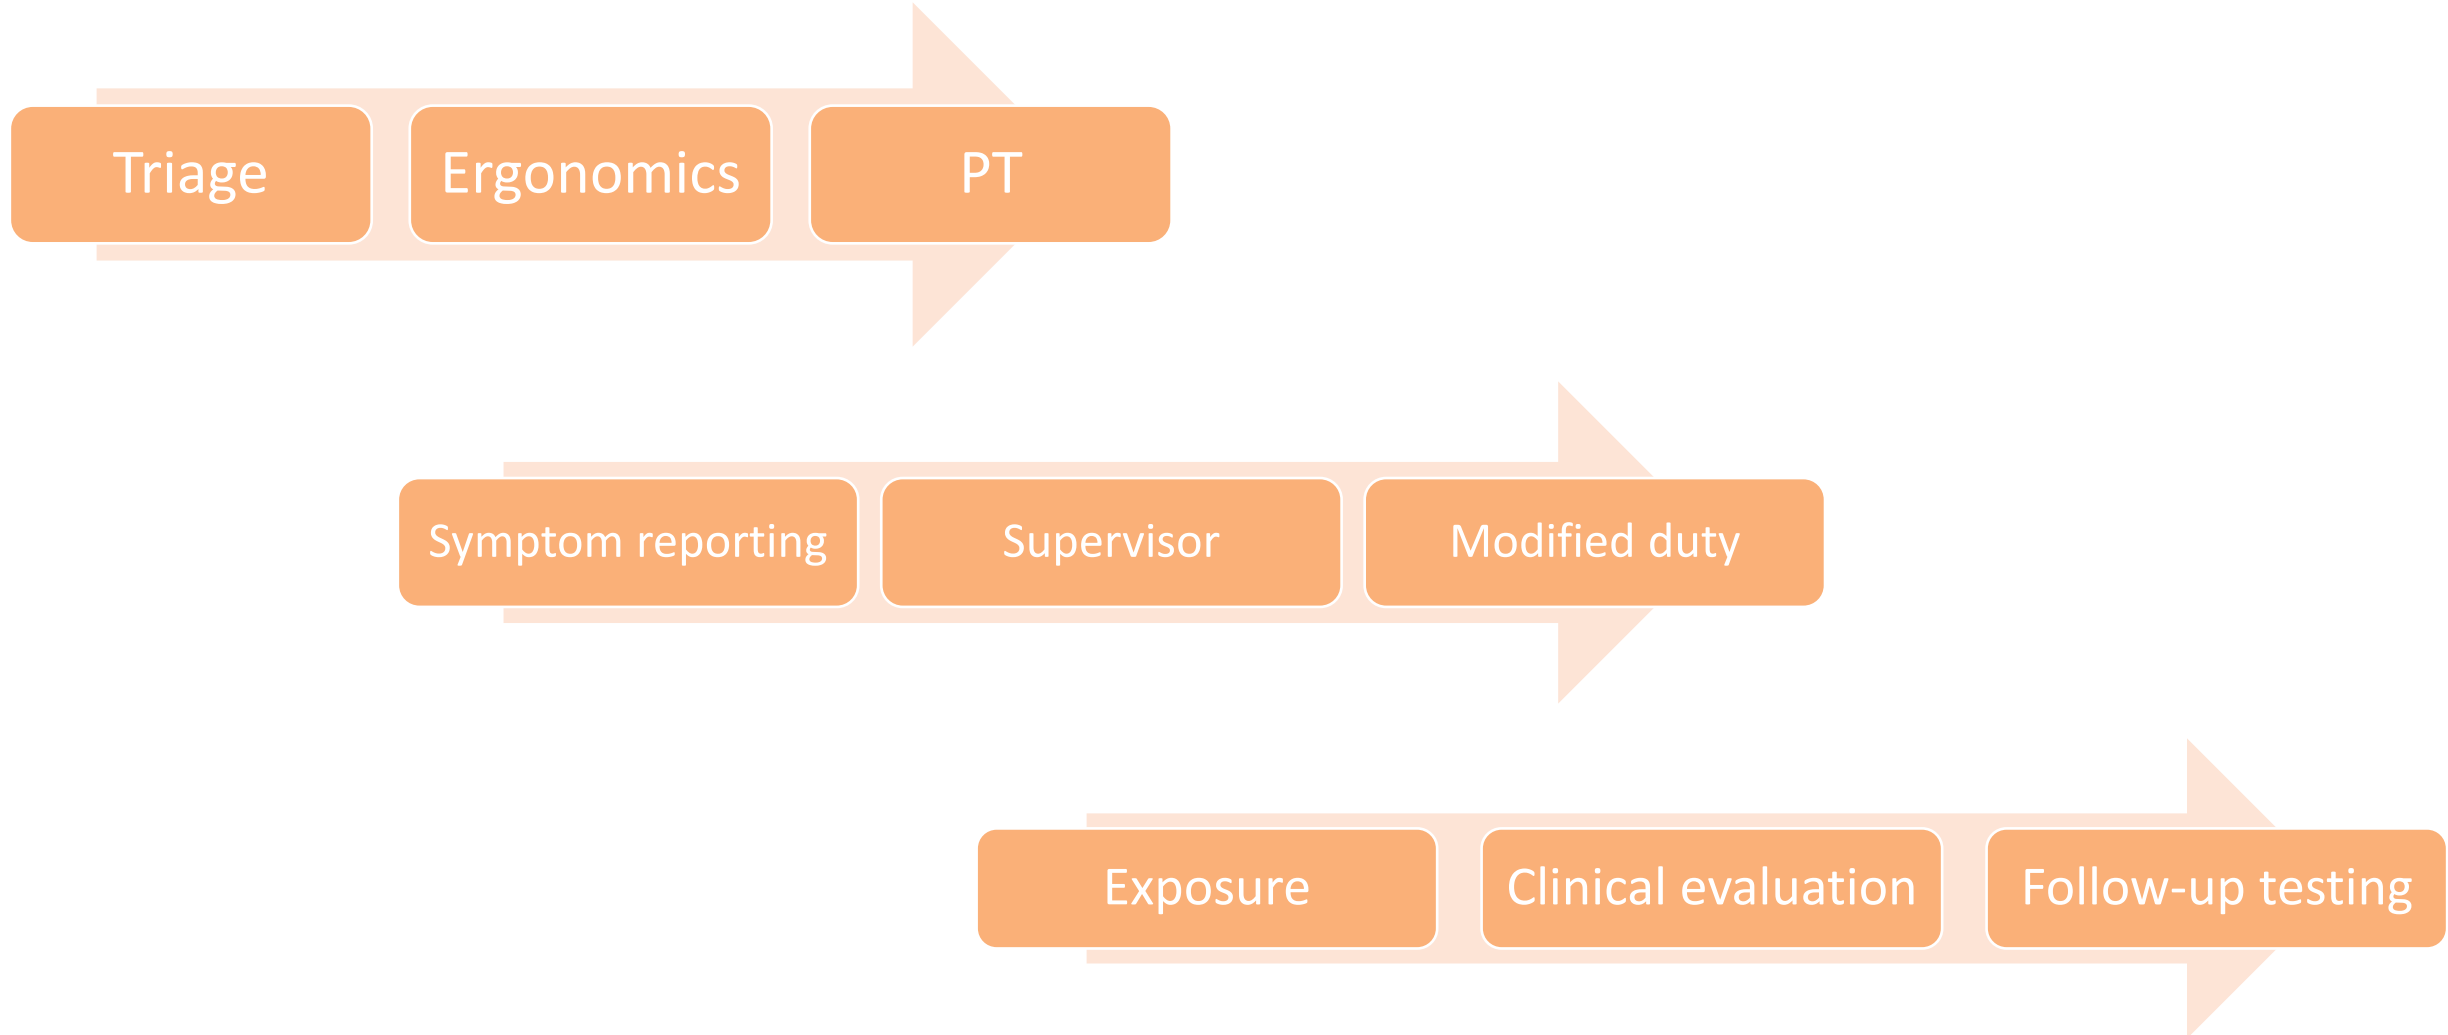 Triage
Ergonomics
PT
Symptom reporting
Supervisor
Modified duty
Exposure
Clinical evaluation
Follow-up testing